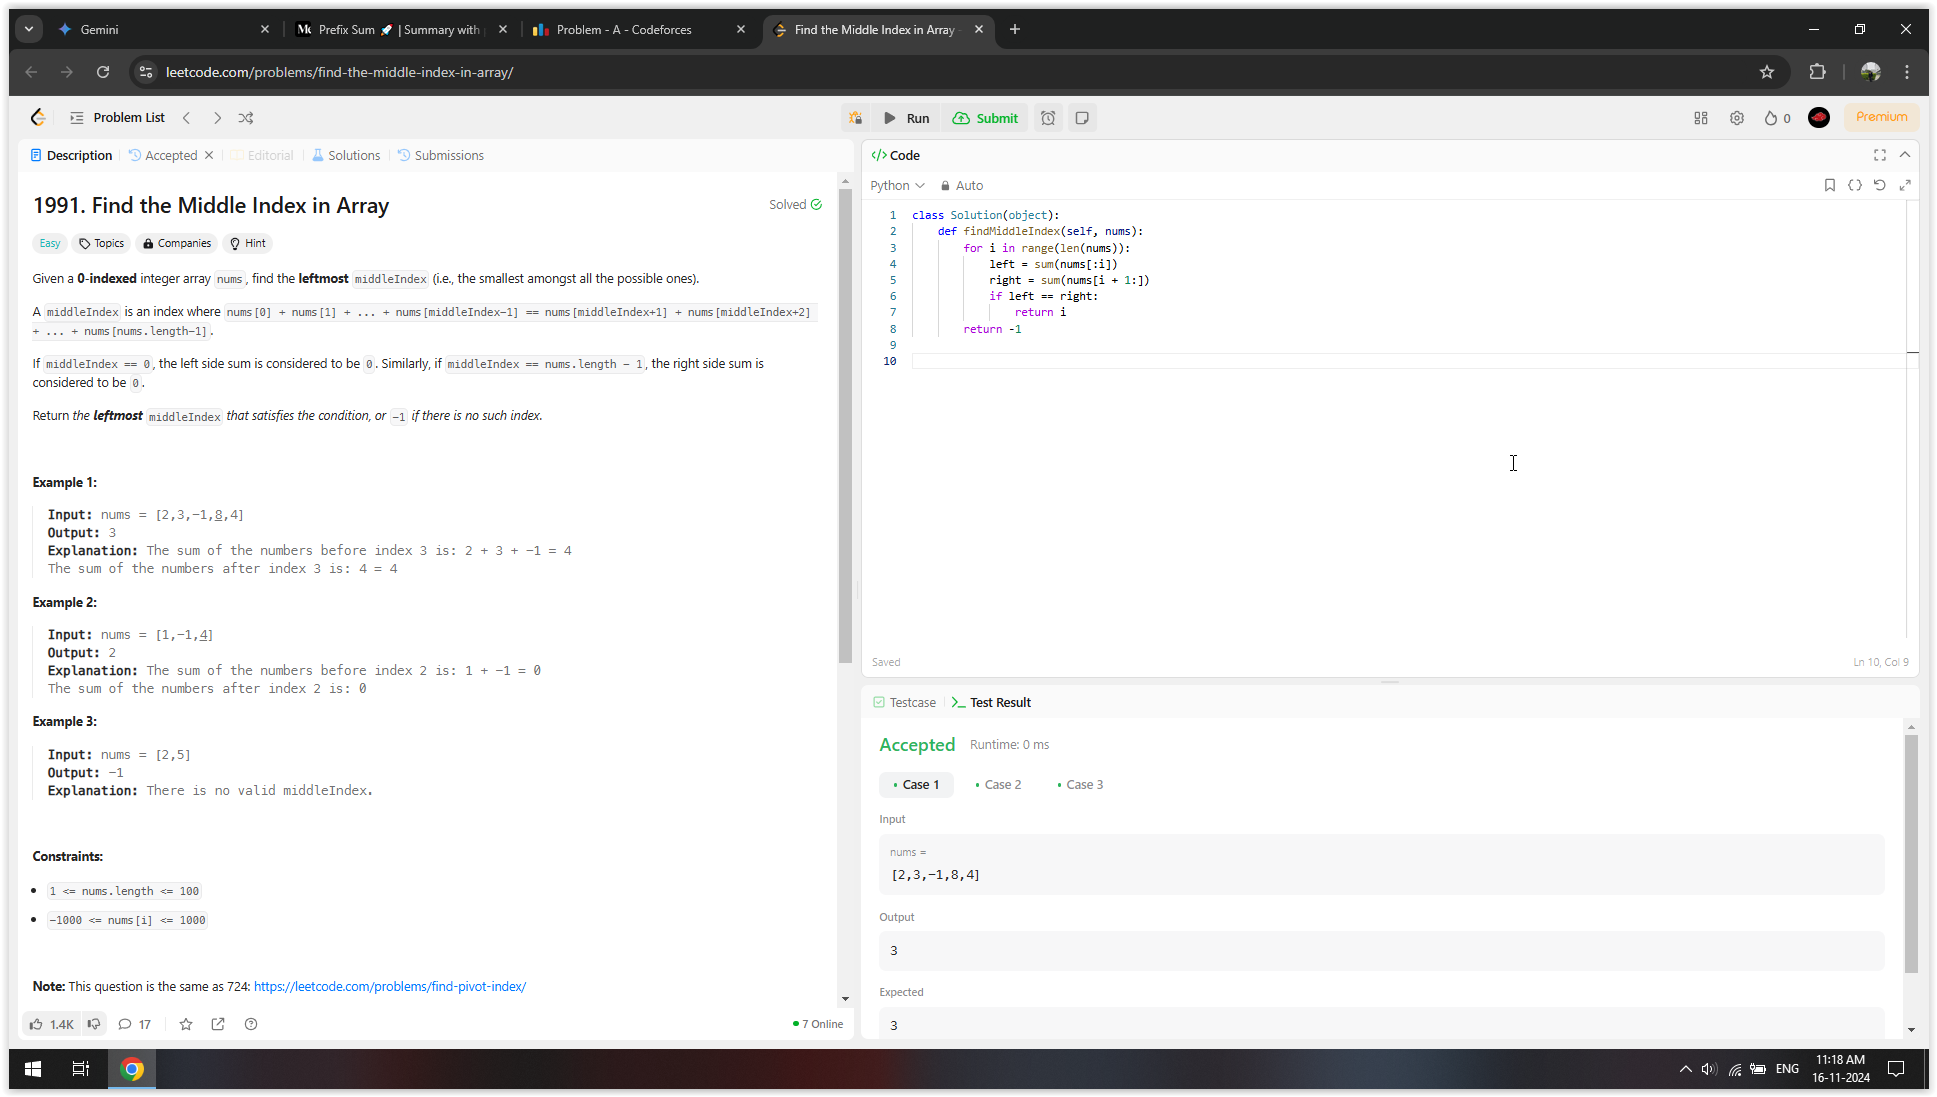 Gemini
Prefix Sum 🚀 | Summary with
Problem - A - Codeforces
Find the Middle Index in Array
leetcode.com/problems/find-the-middle-index-in-array/
Problem List
Run
Submit
0
Premium
Description
Accepted
Editorial
Solutions
Submissions
1991. Find the Middle Index in Array
Solved
Easy
Topics
Companies
Hint
Given a 0-indexed integer array nums, find the leftmost middleIndex (i.e., the smallest amongst all the possible ones).
A middleIndex is an index where nums[0] + nums[1] + ... + nums[middleIndex-1] == nums[middleIndex+1] + nums[middleIndex+2]
+ ... + nums[nums.length-1].
If middleIndex == 0, the left side sum is considered to be 0. Similarly, if middleIndex == nums.length - 1, the right side sum is
considered to be 0.
Return the leftmost middleIndex that satisfies the condition, or -1 if there is no such index.
Example 1:
Input: nums = [2,3,-1,8,4]
Output: 3
Explanation: The sum of the numbers before index 3 is: 2 + 3 + -1 = 4
The sum of the numbers after index 3 is: 4 = 4
Example 2:
Input: nums = [1,-1,4]
Output: 2
Explanation: The sum of the numbers before index 2 is: 1 + -1 = 0
The sum of the numbers after index 2 is: 0
Example 3:
Input: nums = [2,5]
Output: -1
Explanation: There is no valid middleIndex.
Constraints:
1 <= nums.length <= 100
-1000 <= nums[i] <= 1000
Note: This question is the same as 724: https://leetcode.com/problems/find-pivot-index/
1.4K
17
7 Online
Code
Python
Auto
1 class Solution(object):
2 def findMiddleIndex(self, nums):
3 for i in range(len(nums)):
4 left = sum(nums[:i])
5 right = sum(nums[i + 1:])
6 if left == right:
7 return i
8 return -1
9
10
Saved
Ln 10, Col 9
Testcase
Test Result
Accepted
Runtime: 0 ms
Case 1
Case 2
Case 3
Input
nums =
[2,3,-1,8,4]
Output
3
Expected
3
ENG
11:18 AM
16-11-2024